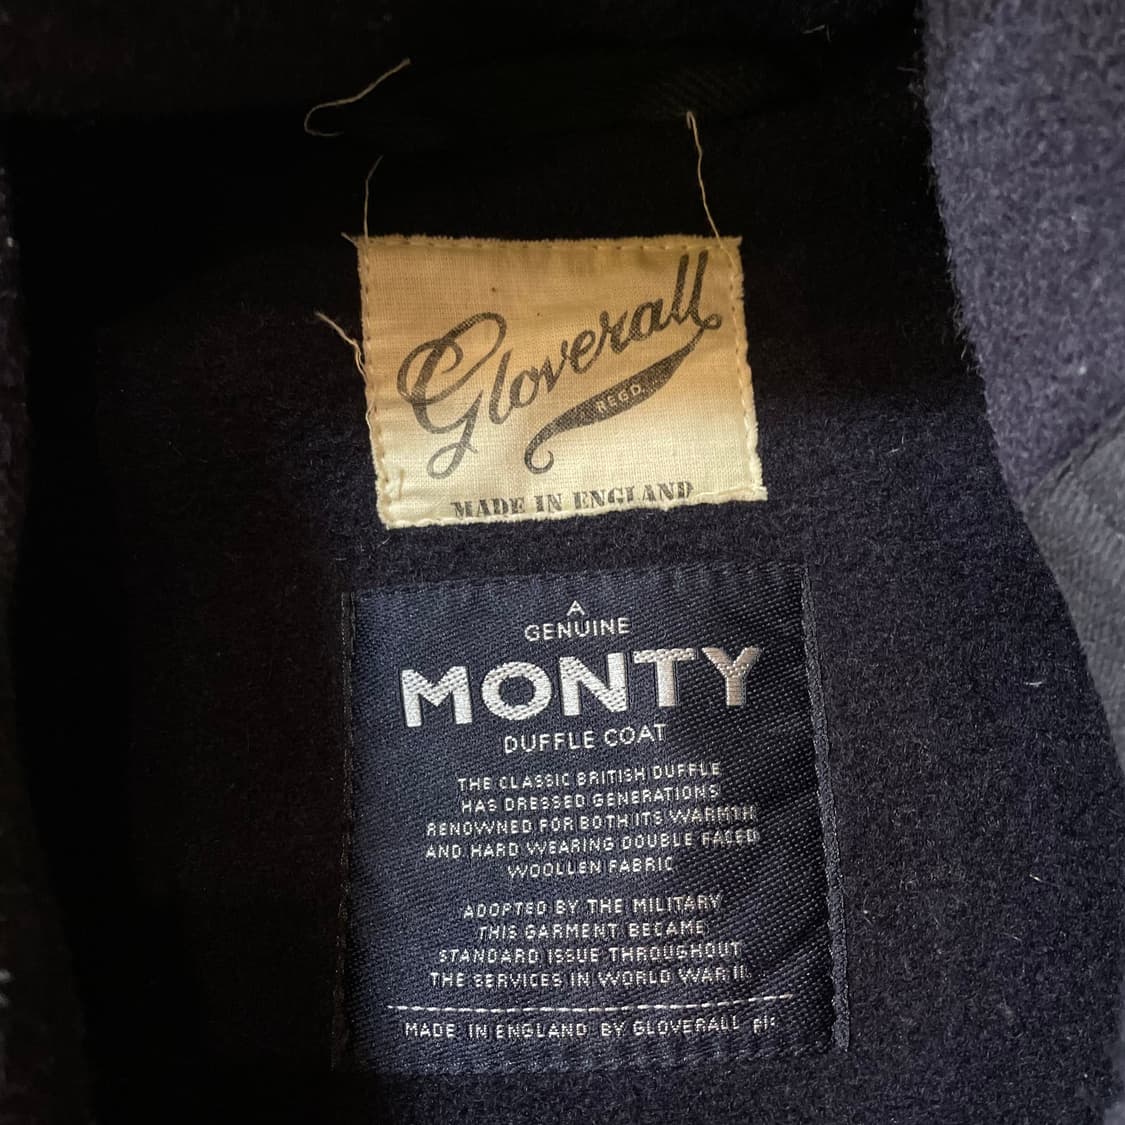 Gloverall
REGD.
MADE IN ENGLAND
A
GENUINE
MONTY
DUFFLE COAT
THE CLASSIC BRITISH DUFFLE
HAS DRESSED GENERATIONS
RENOWNED FOR BOTH ITS WARMTH
AND HARD WEARING DOUBLE FACED
WOOLLEN FABRIC
ADOPTED BY THE MILITARY
THIS GARMENT BECAME
STANDARD ISSUE THROUGHOUT
THE SERVICES IN WORLD WAR II.
MADE IN ENGLAND BY GLOVERALL plc